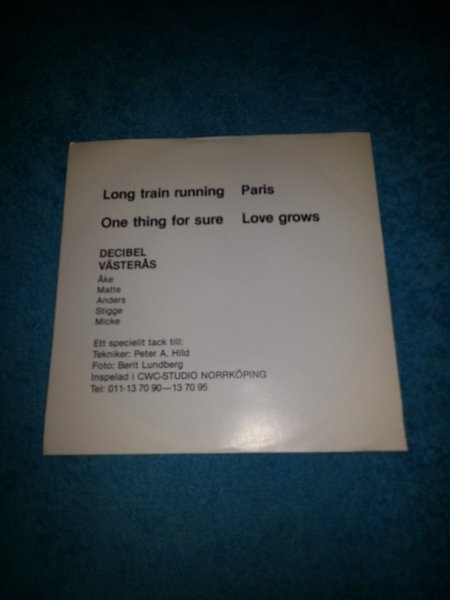 Long train running Paris
One thing for sure Love grows
DECIBEL
VÄSTERÅS
Åke
Matte
Anders
Stigge
Micke
Ett speciellt tack till:
Tekniker: Peter A. Hild
Foto: Berit Lundberg
Inspelad i CWC-STUDIO NORRKÖPING
Tel: 011-13 70 90—13 70 95